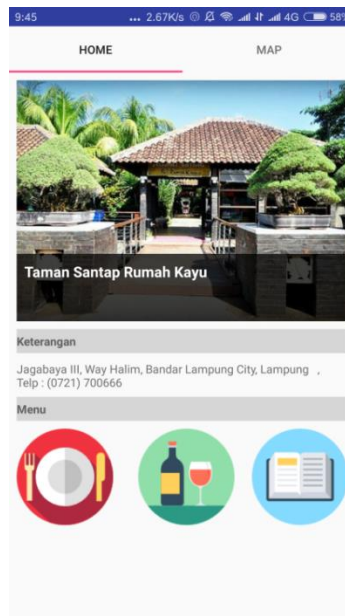 9:45 ... 2.67K/s 4G 58%
HOME MAP
Taman Santap Rumah Kayu
Keterangan
Jagabaya III, Way Halim, Bandar Lampung City, Lampung ,
Telp : (0721) 700666
Menu